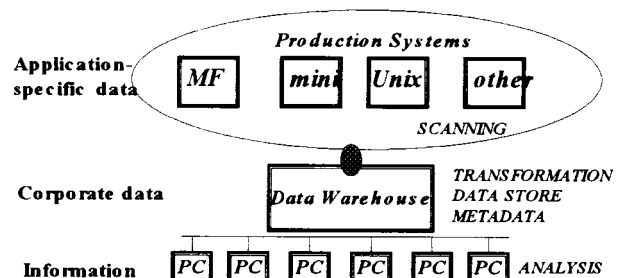 Production Systems
Application-
specific data
MF mini Unix other
SCANNING
Corporate data
Data Warehouse
TRANSFORMATION
DATA STORE
METADATA
Information
PC PC PC PC PC PC
ANALYSIS